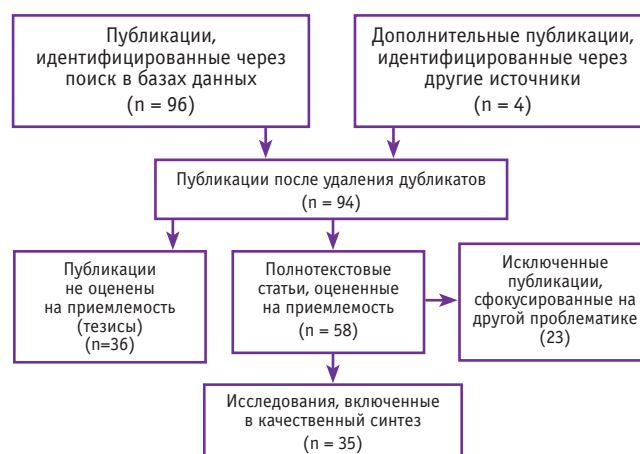 Публикации,
идентифицированные через
поиск в базах данных
(n = 96)
Дополнительные публикации,
идентифицированные через
другие источники
(n = 4)
Публикации после удаления дубликатов
(n = 94)
Публикации
не оценены
на приемлемость
(тезисы)
(n=36)
Полнотекстовые
статьи, оцененные
на приемлемость
(n = 58)
Исключенные
публикации,
сфокусированные на
другой проблематике
(23)
Исследования, включенные
в качественный синтез
(n = 35)